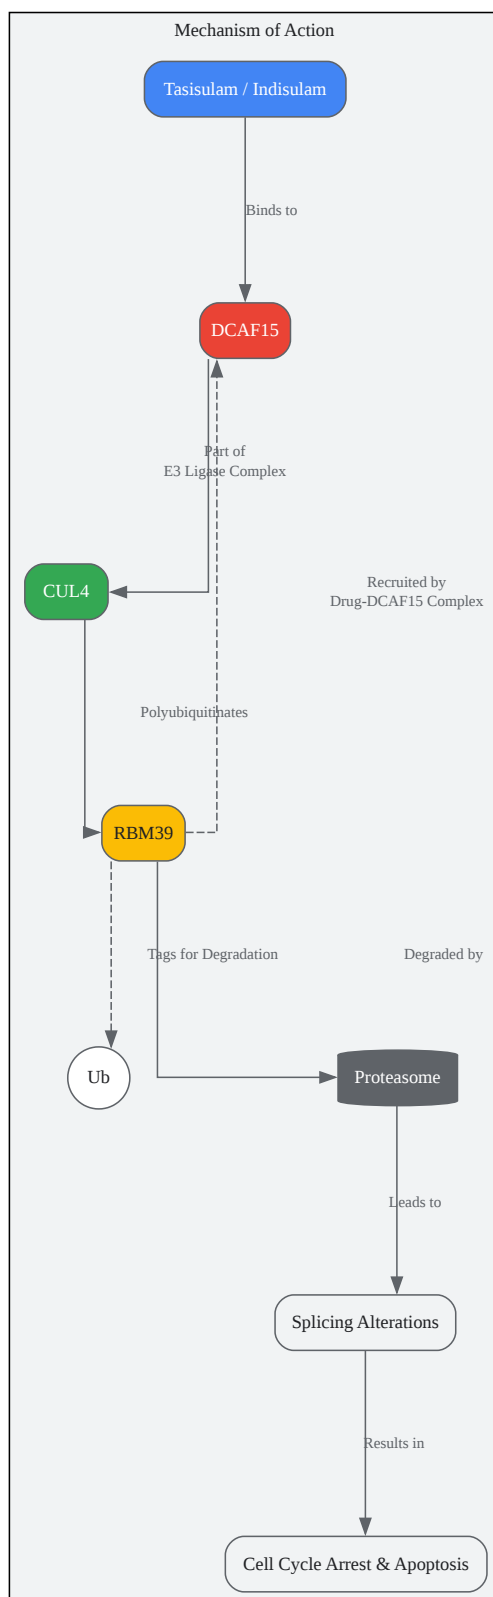 Mechanism of Action
Tasisulam / Indisulam
Binds to
DCAF15
Part of
E3 Ligase Complex
CUL4
Recruited by
Drug-DCAF15 Complex
Polyubiquitinates
RBM39
Tags for Degradation
Degraded by
Ub
Proteasome
Leads to
Splicing Alterations
Results in
Cell Cycle Arrest & Apoptosis